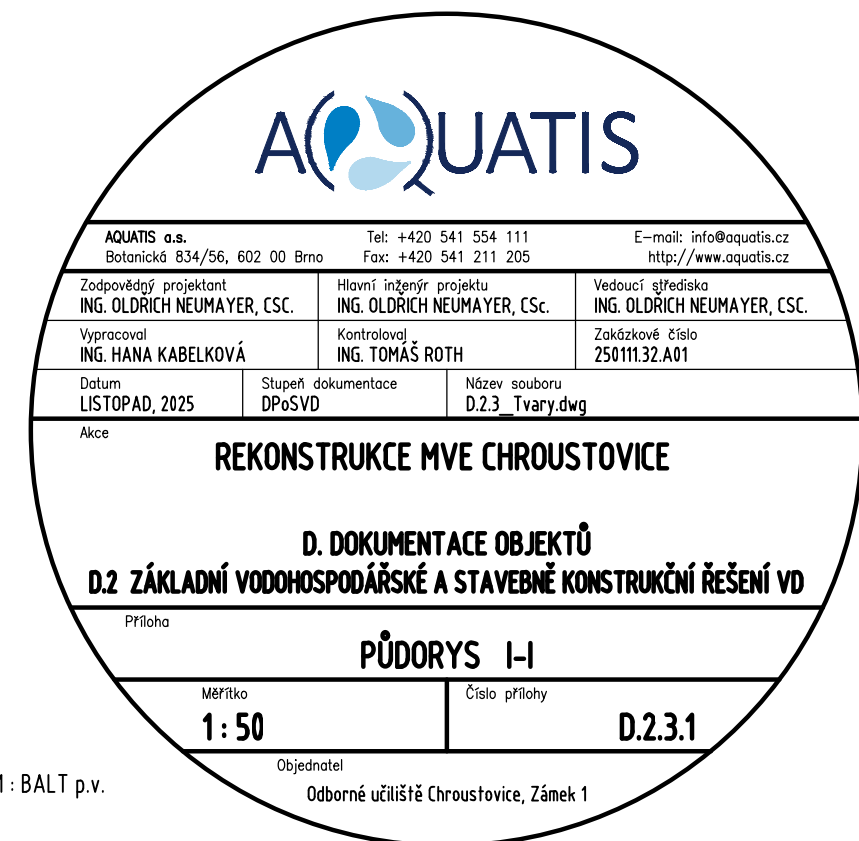 AQUATIS
AQUATIS a.s. Tel: +420 541 554 111 E-mail: info@aquatis.cz
Botanická 834/56, 602 00 Brno Fax: +420 541 211 205 http://www.aquatis.cz
Zodpovědný projektant Hlavní inženýr projektu Vedoucí střediska
ING. OLDŘICH NEUMAYER, CSC. ING. OLDŘICH NEUMAYER, CSc. ING. OLDŘICH NEUMAYER, CSC.
Vypracoval Kontroloval Zakázkové číslo
ING. HANA KABELKOVÁ ING. TOMÁŠ ROTH 250111.32.A01
Datum Stupeň dokumentace Název souboru
LISTOPAD, 2025 DPoSVD D.2.3_Tvary.dwg
Akce
REKONSTRUKCE MVE CHROUSTOVICE
D. DOKUMENTACE OBJEKTŮ
D.2 ZÁKLADNÍ VODOHOSPODÁŘSKÉ A STAVEBNĚ KONSTRUKČNÍ ŘEŠENÍ VD
Příloha
PŮDORYS I-I
Měřítko Číslo přílohy
1 : 50 D.2.3.1
Objednatel
: BALT p.v.
Odborné učiliště Chroustovice, Zámek 1